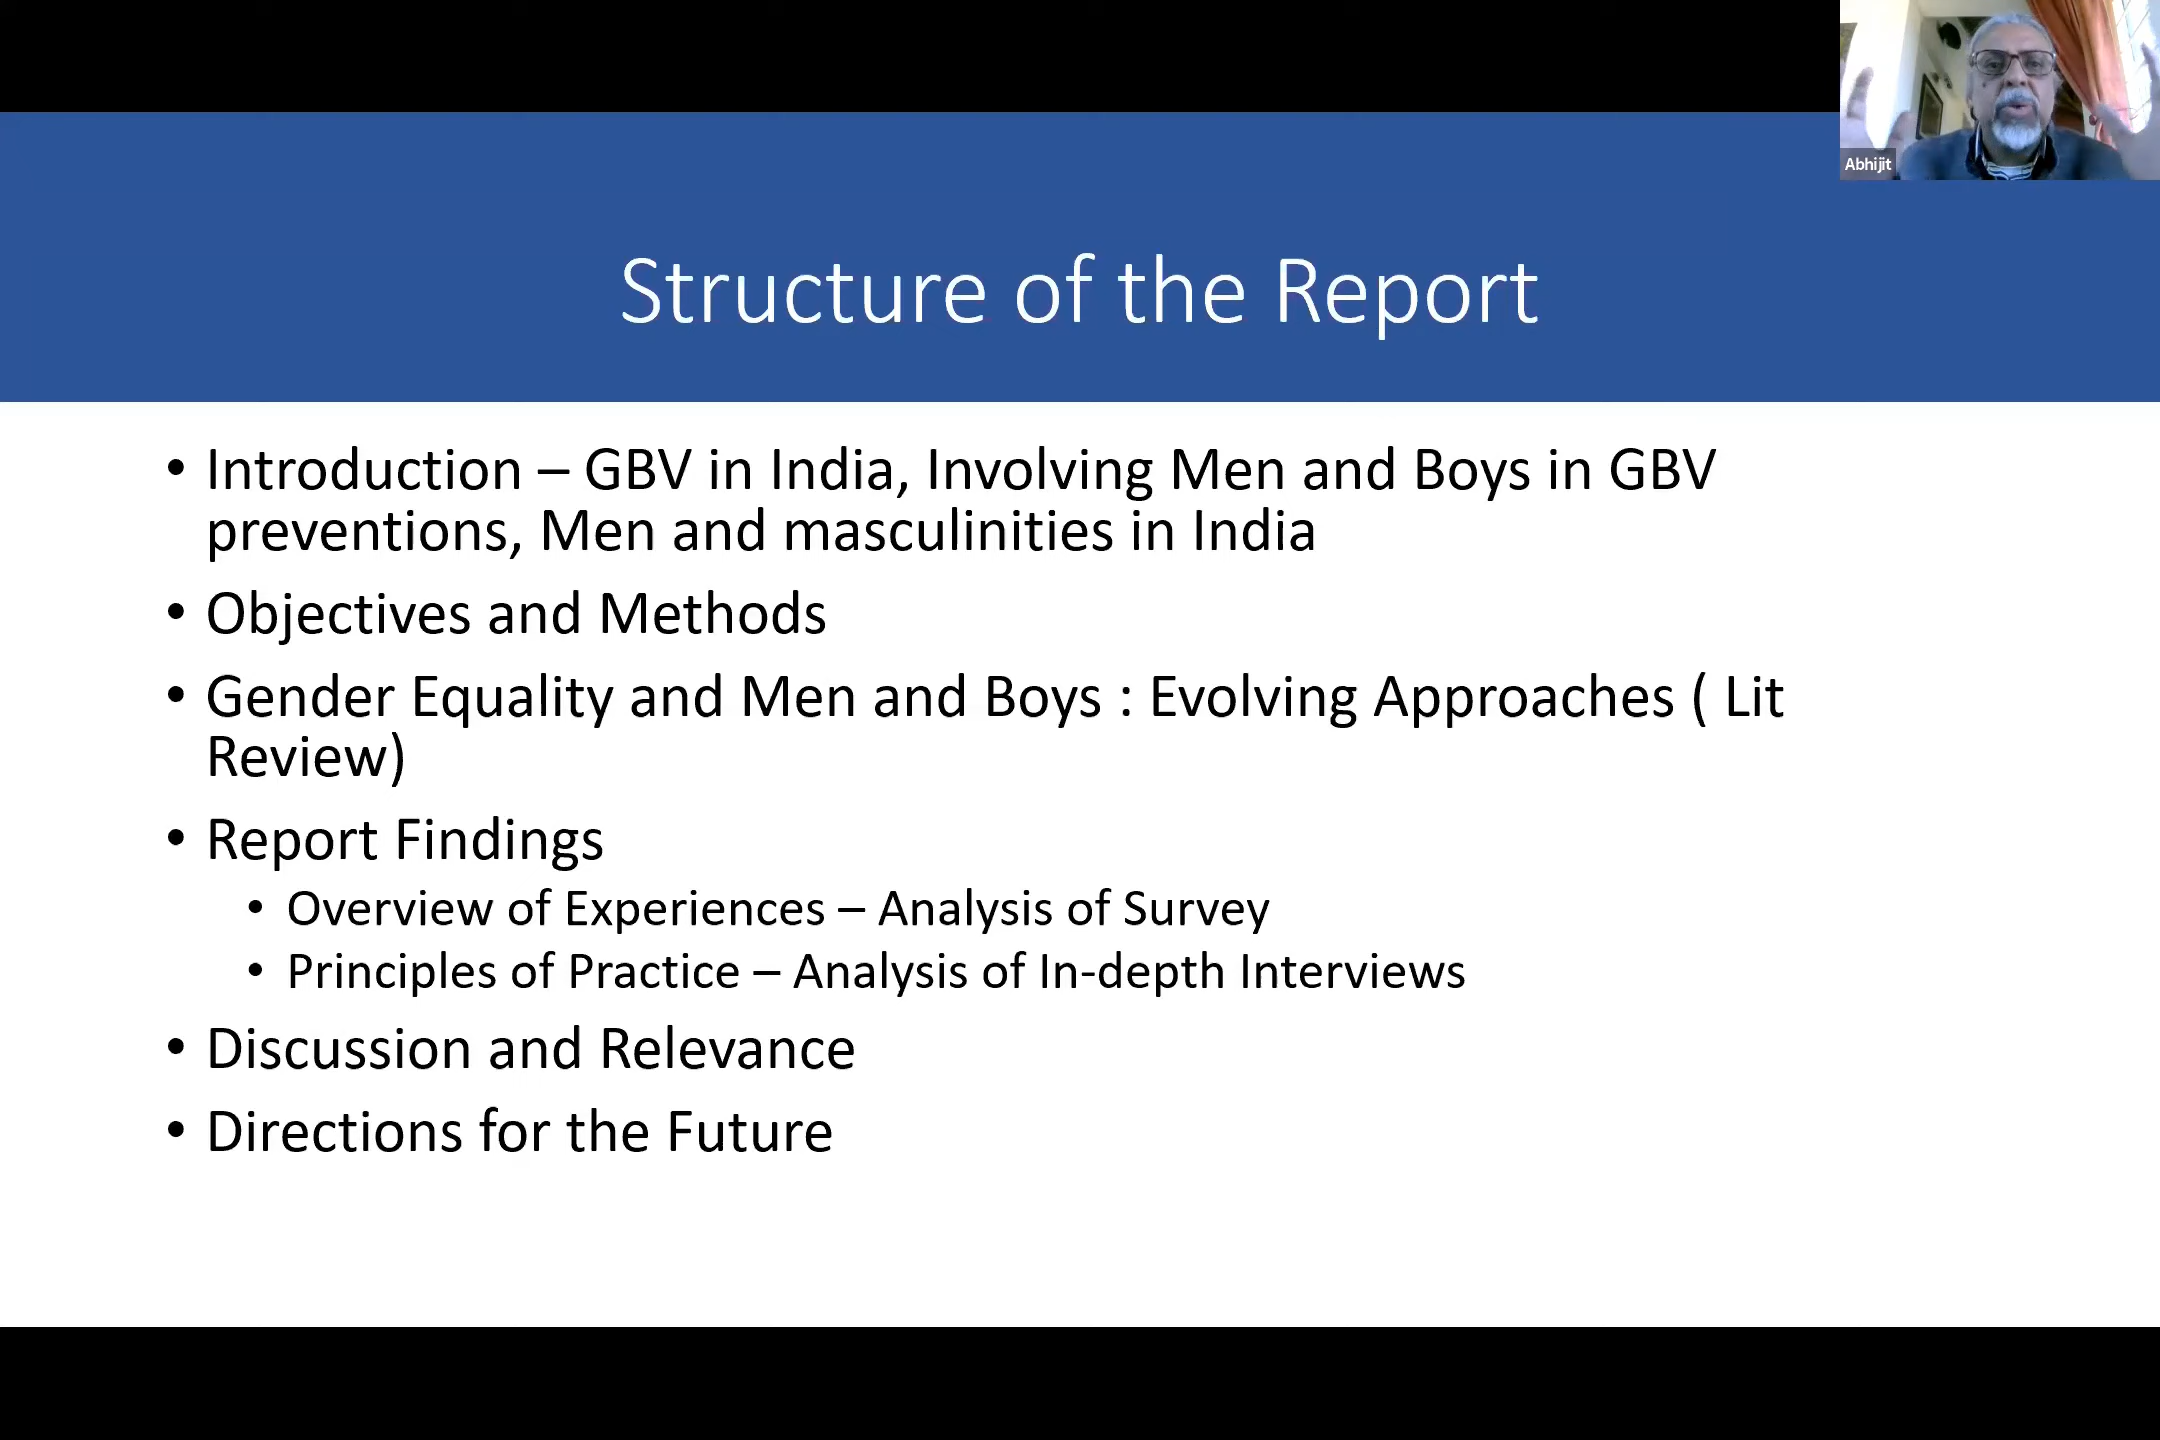 Abhijit
Structure of the Report
• Introduction – GBV in India, Involving Men and Boys in GBV
preventions, Men and masculinities in India
• Objectives and Methods
• Gender Equality and Men and Boys : Evolving Approaches ( Lit
Review)
• Report Findings
• Overview of Experiences – Analysis of Survey
• Principles of Practice – Analysis of In-depth Interviews
• Discussion and Relevance
• Directions for the Future